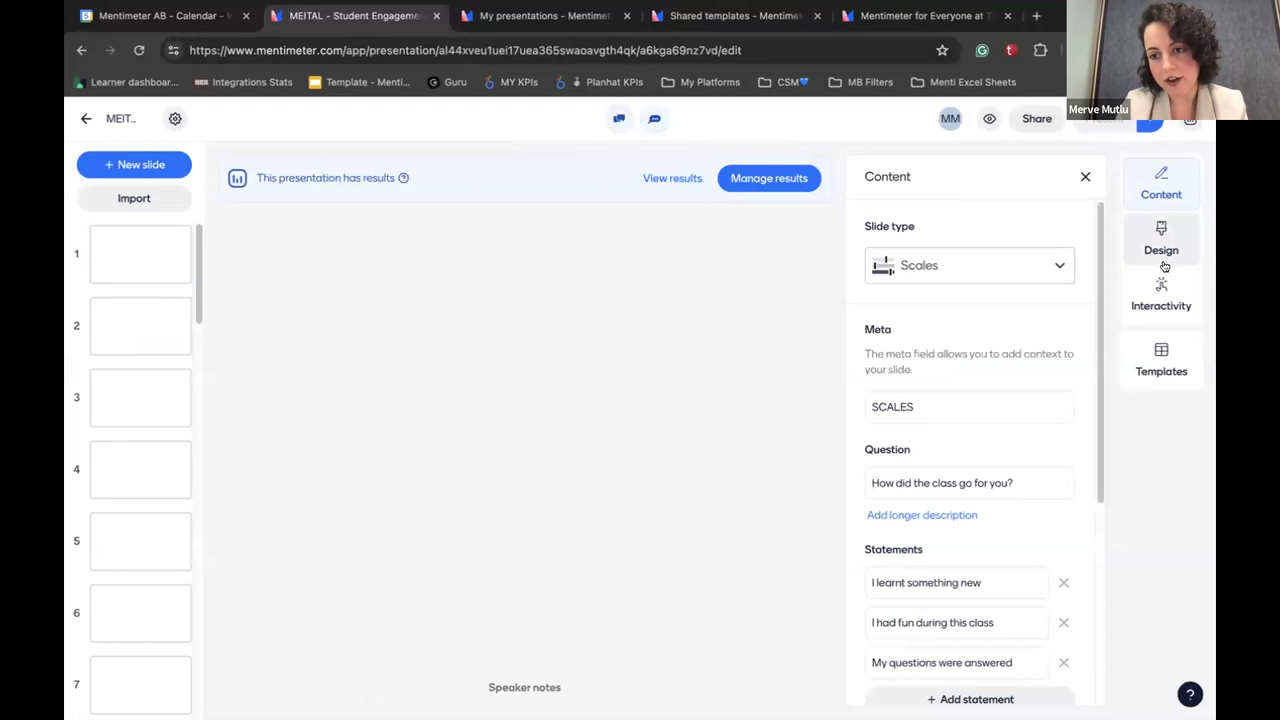 Mentimeter AB - Calendar - W
MEITAL - Student Engageme
My presentations - Mentime
Shared templates - Mentime
Mentimeter for Everyone at T
https://www.mentimeter.com/app/presentation/al44xveu1uei17uea365swaoavgth4qk/a6kga69nz7vd/edit
Learner dashboar...
Integrations Stats
Template - Menti...
Guru
MY KPIs
Planhat KPIs
My Platforms
CSM💙
MB Filters
Menti Excel Sheets
Merve Mutlu
MEIT...
MM
Share
+ New slide
Import
This presentation has results
View results
Manage results
1
2
3
4
5
6
7
Speaker notes
Content
Slide type
Scales
Meta
The meta field allows you to add context to
your slide.
SCALES
Question
How did the class go for you?
Add longer description
Statements
I learnt something new
I had fun during this class
My questions were answered
+ Add statement
Content
Design
Interactivity
Templates
?